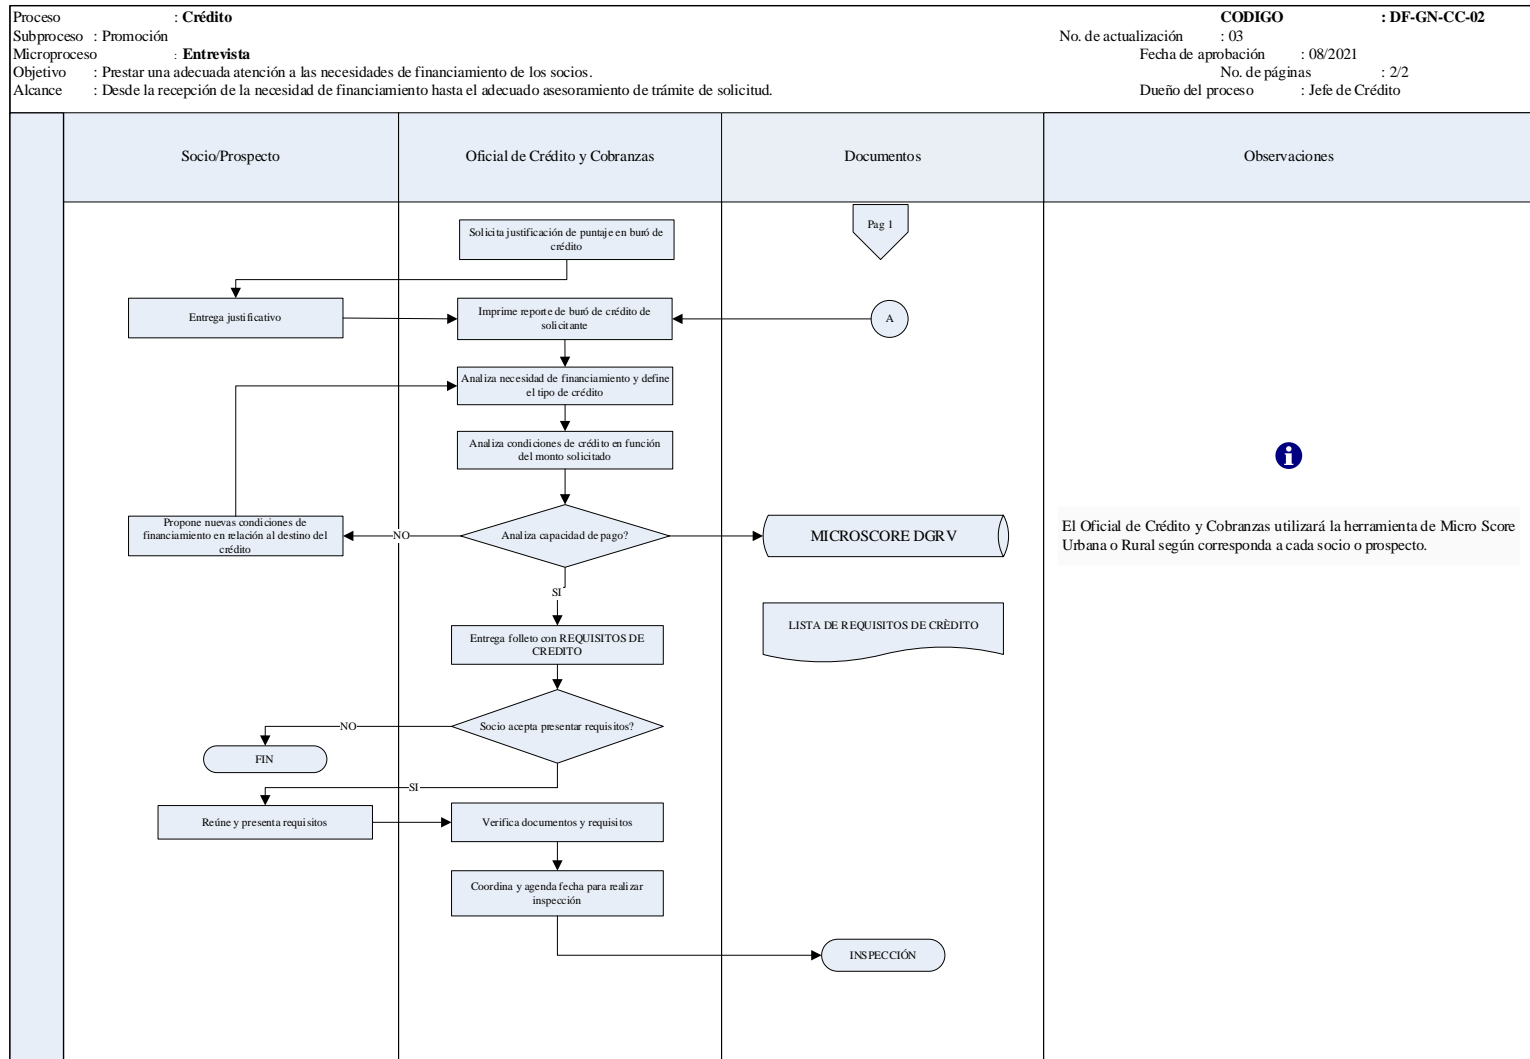 Proceso : Crédito
Subproceso : Promoción
Microproceso : Entrevista
Objetivo : Prestar una adecuada atención a las necesidades de financiamiento de los socios.
Alcance : Desde la recepción de la necesidad de financiamiento hasta el adecuado asesoramiento de trámite de solicitud.
CODIGO : DF-GN-CC-02
No. de actualización : 03
Fecha de aprobación : 08/2021
No. de páginas : 2/2
Dueño del proceso : Jefe de Crédito
Socio/Prospecto
Oficial de Crédito y Cobranzas
Documentos
Observaciones
Solicita justificación de puntaje en buró de
crédito
Pag 1
Entrega justificativo
Imprime reporte de buró de crédito de
solicitante
A
Analiza necesidad de financiamiento y define
el tipo de crédito
Analiza condiciones de crédito en función
del monto solicitado
Propone nuevas condiciones de
financiamiento en relación al destino del
crédito
NO
Analiza capacidad de pago?
MICROSCORE DGRV
El Oficial de Crédito y Cobranzas utilizará la herramienta de Micro Score
Urbana o Rural según corresponda a cada socio o prospecto.
SI
Entrega folleto con REQUISITOS DE
CREDITO
LISTA DE REQUISITOS DE CRÈDITO
NO
Socio acepta presentar requisitos?
FIN
SI
Reúne y presenta requisitos
Verifica documentos y requisitos
Coordina y agenda fecha para realizar
inspección
INSPECCIÓN